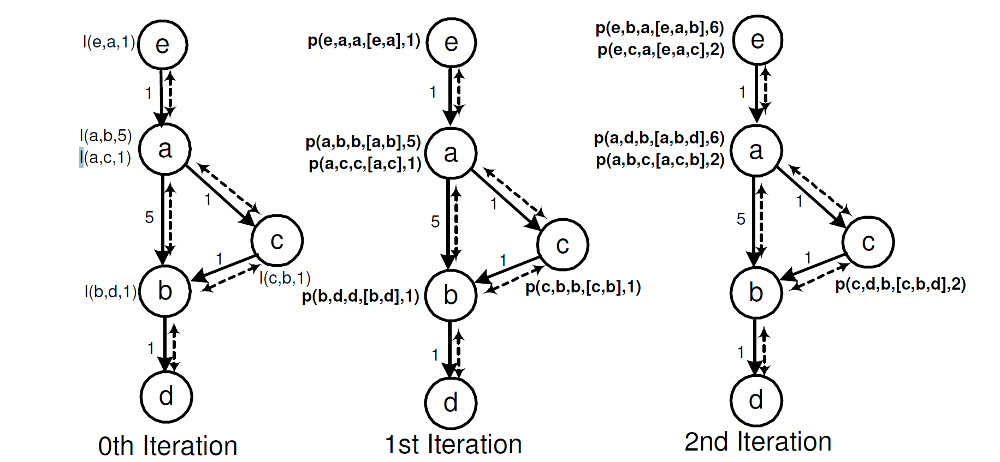 l(e,a,1)
e
1
l(a,b,5)
l(a,c,1)
a
1
5
c
1
l(c,b,1)
l(b,d,1)
b
1
d
0th Iteration
p(e,a,a,[e,a],1)
e
1
p(a,b,b,[a,b],5)
p(a,c,c,[a,c],1)
a
1
5
c
1
p(c,b,b,[c,b],1)
p(b,d,d,[b,d],1)
b
1
d
1st Iteration
p(e,b,a,[e,a,b],6)
p(e,c,a,[e,a,c],2)
e
1
p(a,d,b,[a,b,d],6)
p(a,b,c,[a,c,b],2)
a
1
5
c
1
p(c,d,b,[c,b,d],2)
b
1
d
2nd Iteration